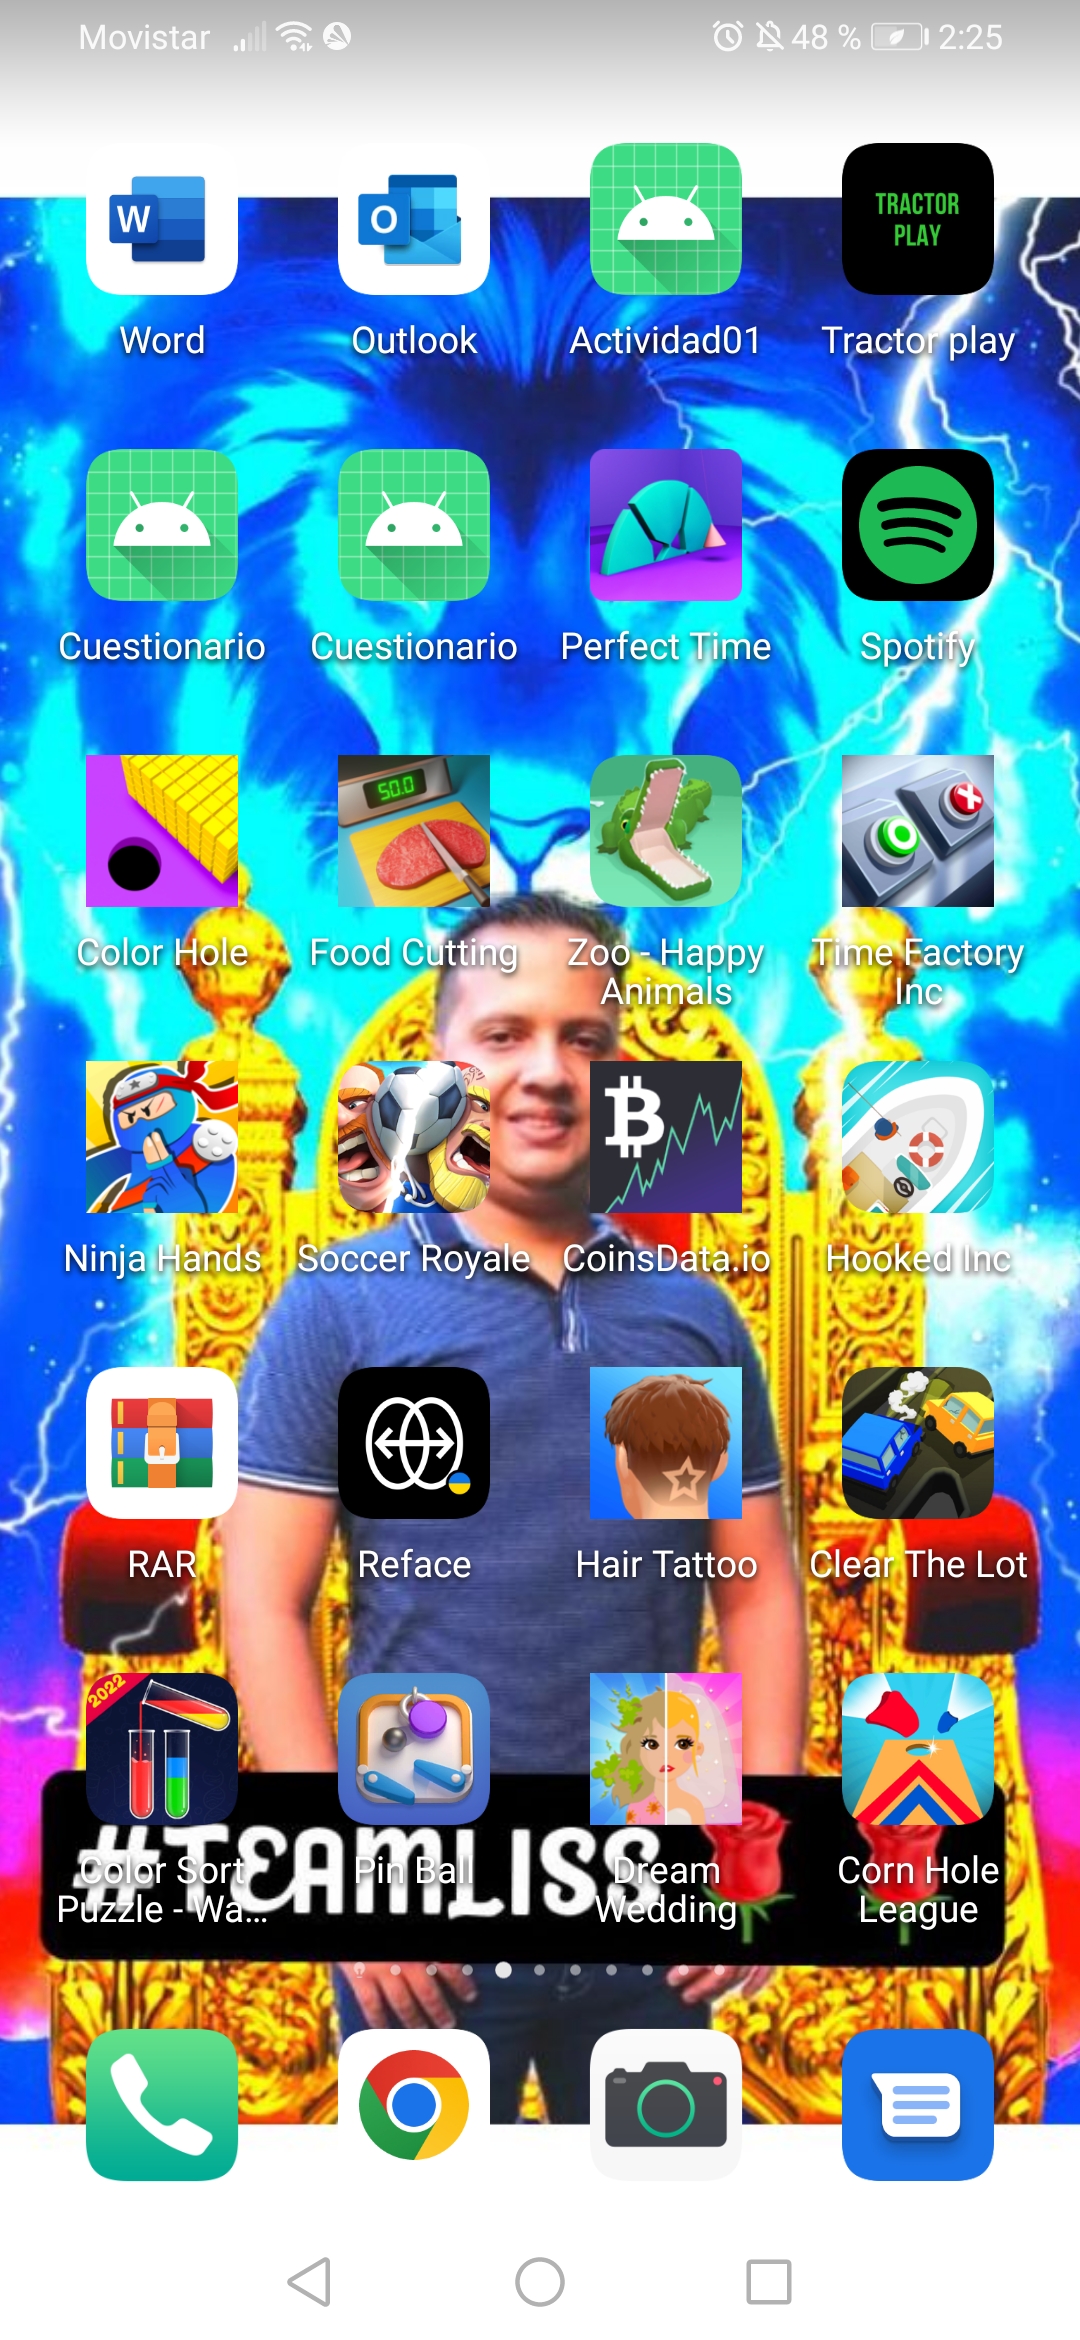 Movistar 48 % 2:25
W O TRACTOR
PLAY
Word Outlook Actividad01 Tractor play
Cuestionario Cuestionario Perfect Time Spotify
50.0
Color Hole Food Cutting Zoo - Happy Time Factory
Animals Inc
Ninja Hands Soccer Royale CoinsData.io Hooked Inc
RAR Reface Hair Tattoo Clear The Lot
2022
#TEAMLISS
Color Sort Pin Ball Dream Corn Hole
Puzzle - Wa... Wedding League